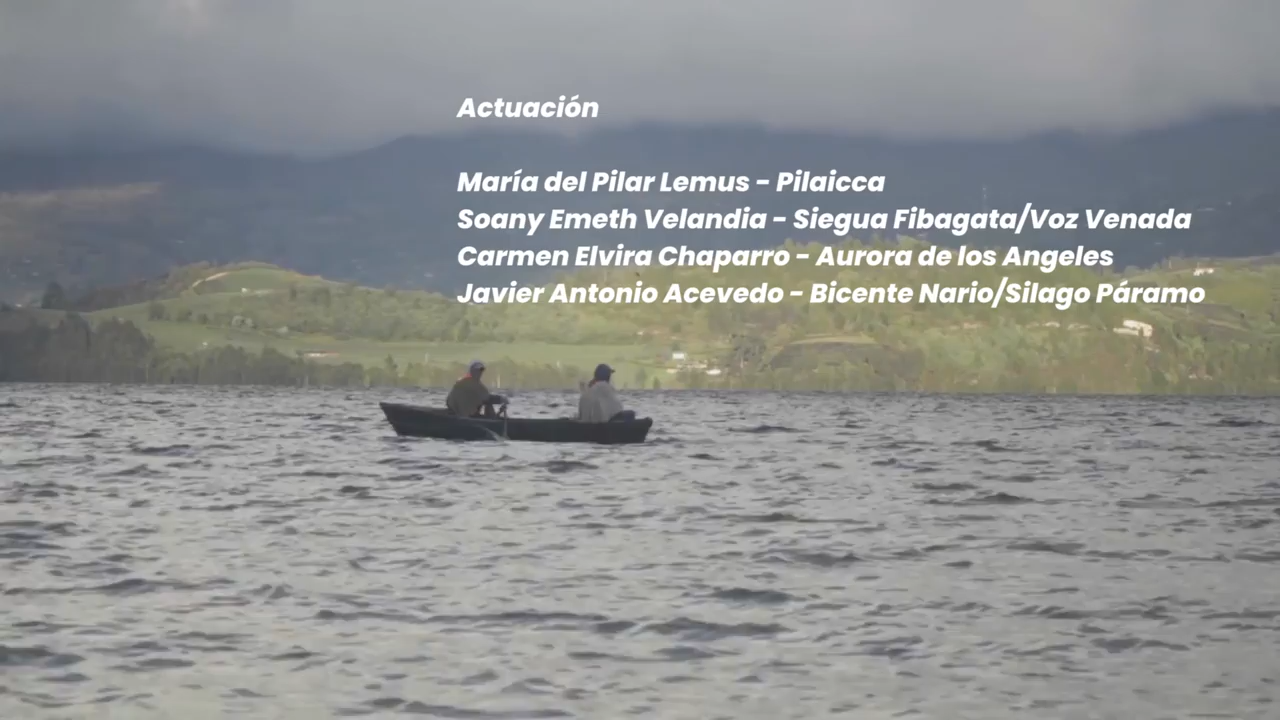 Actuación
María del Pilar Lemus - Pilaicca
Soany Emeth Velandia - Siegua Fibagata/Voz Venada
Carmen Elvira Chaparro - Aurora de los Angeles
Javier Antonio Acevedo - Bicente Nario/Silago Páramo